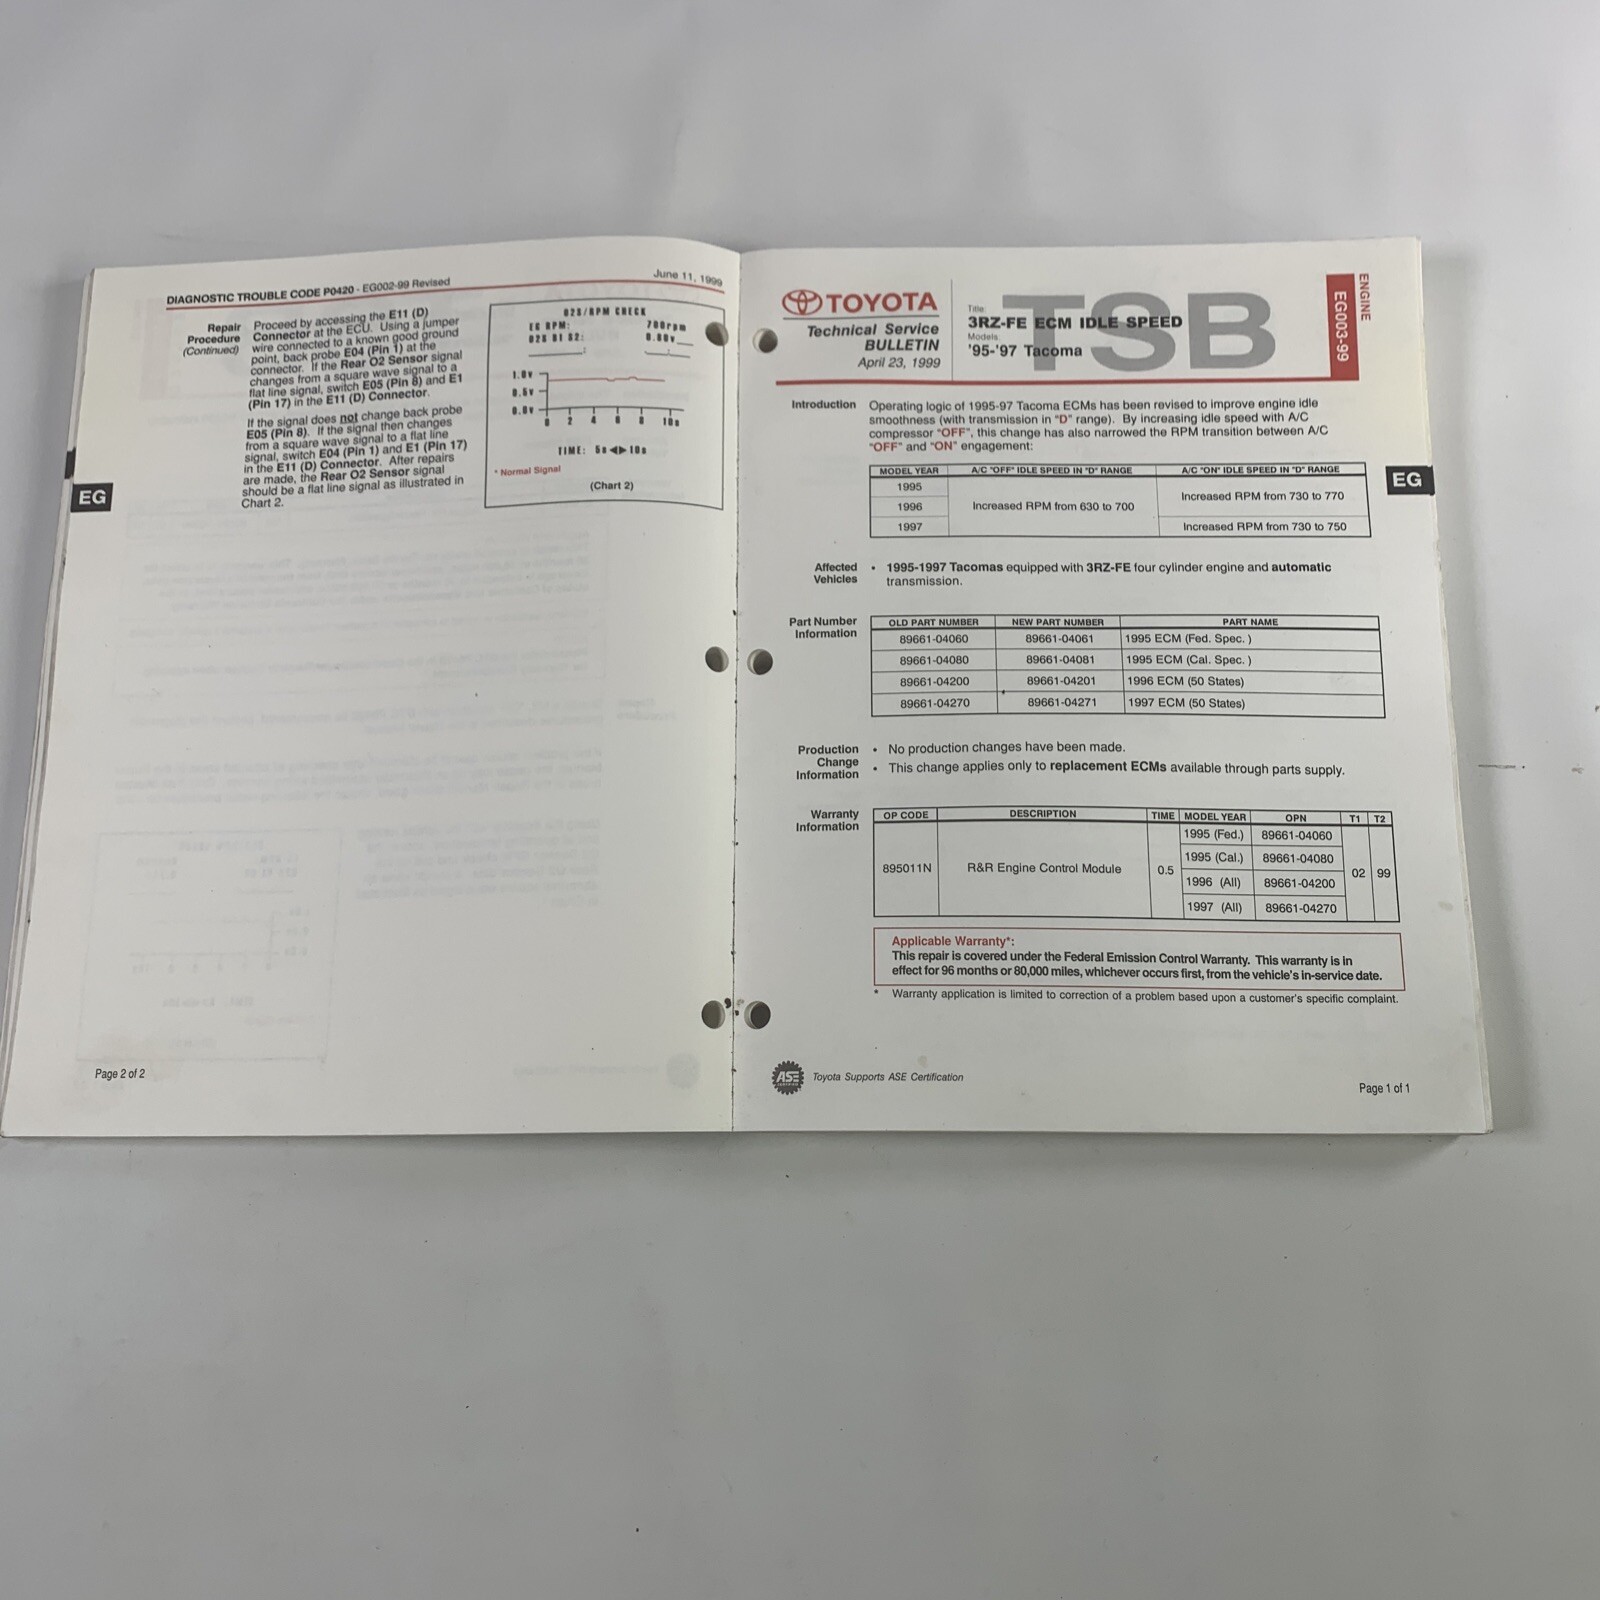 DIAGNOSTIC TROUBLE CODE P0420 - EG002-99 Revised
June 11, 1999
Repair
Procedure
(Continued)
Proceed by accessing the E11 (D)
Connector at the ECU. Using a jumper
wire connected to a known good ground
point, back probe E04 (Pin 1) at the
connector. If the Rear O2 Sensor signal
changes from a square wave signal to a
flat line signal, switch E05 (Pin 8) and E1
(Pin 17) in the E11 (D) Connector.
If the signal does not change back probe
E05 (Pin 8). If the signal then changes
from a square wave signal to a flat line
signal, switch E04 (Pin 1) and E1 (Pin 17)
in the E11 (D) Connector. After repairs
are made, the Rear O2 Sensor signal
should be a flat line signal as illustrated in
Chart 2.
O2S/RPM CHECK
EG RPM: 700rpm
O2S B1 S2: 0.80v
1.0v
0.5v
0.0v
0 2 4 6 8 10s
TIME: 5s◄►10s
* Normal Signal
(Chart 2)
EG
Page 2 of 2
TOYOTA
Technical Service
BULLETIN
April 23, 1999
TSB
Title:
3RZ-FE ECM IDLE SPEED
Models:
'95-'97 Tacoma
ENGINE
EG003-99
EG
Introduction
Operating logic of 1995-97 Tacoma ECMs has been revised to improve engine idle
smoothness (with transmission in "D" range). By increasing idle speed with A/C
compressor "OFF", this change has also narrowed the RPM transition between A/C
"OFF" and "ON" engagement:
MODEL YEAR A/C "OFF" IDLE SPEED IN "D" RANGE A/C "ON" IDLE SPEED IN "D" RANGE
1995
1996
1997
Increased RPM from 630 to 700
Increased RPM from 730 to 770
Increased RPM from 730 to 750
Affected
Vehicles
• 1995-1997 Tacomas equipped with 3RZ-FE four cylinder engine and automatic
transmission.
Part Number
Information
OLD PART NUMBER NEW PART NUMBER PART NAME
89661-04060 89661-04061 1995 ECM (Fed. Spec. )
89661-04080 89661-04081 1995 ECM (Cal. Spec. )
89661-04200 89661-04201 1996 ECM (50 States)
89661-04270 89661-04271 1997 ECM (50 States)
Production
Change
Information
• No production changes have been made.
• This change applies only to replacement ECMs available through parts supply.
Warranty
Information
OP CODE DESCRIPTION TIME MODEL YEAR OPN T1 T2
895011N R&R Engine Control Module 0.5
1995 (Fed.) 89661-04060
1995 (Cal.) 89661-04080
1996 (All) 89661-04200
1997 (All) 89661-04270
02 99
Applicable Warranty*:
This repair is covered under the Federal Emission Control Warranty. This warranty is in
effect for 96 months or 80,000 miles, whichever occurs first, from the vehicle's in-service date.
* Warranty application is limited to correction of a problem based upon a customer's specific complaint.
ASE
CERTIFIED
Toyota Supports ASE Certification
Page 1 of 1